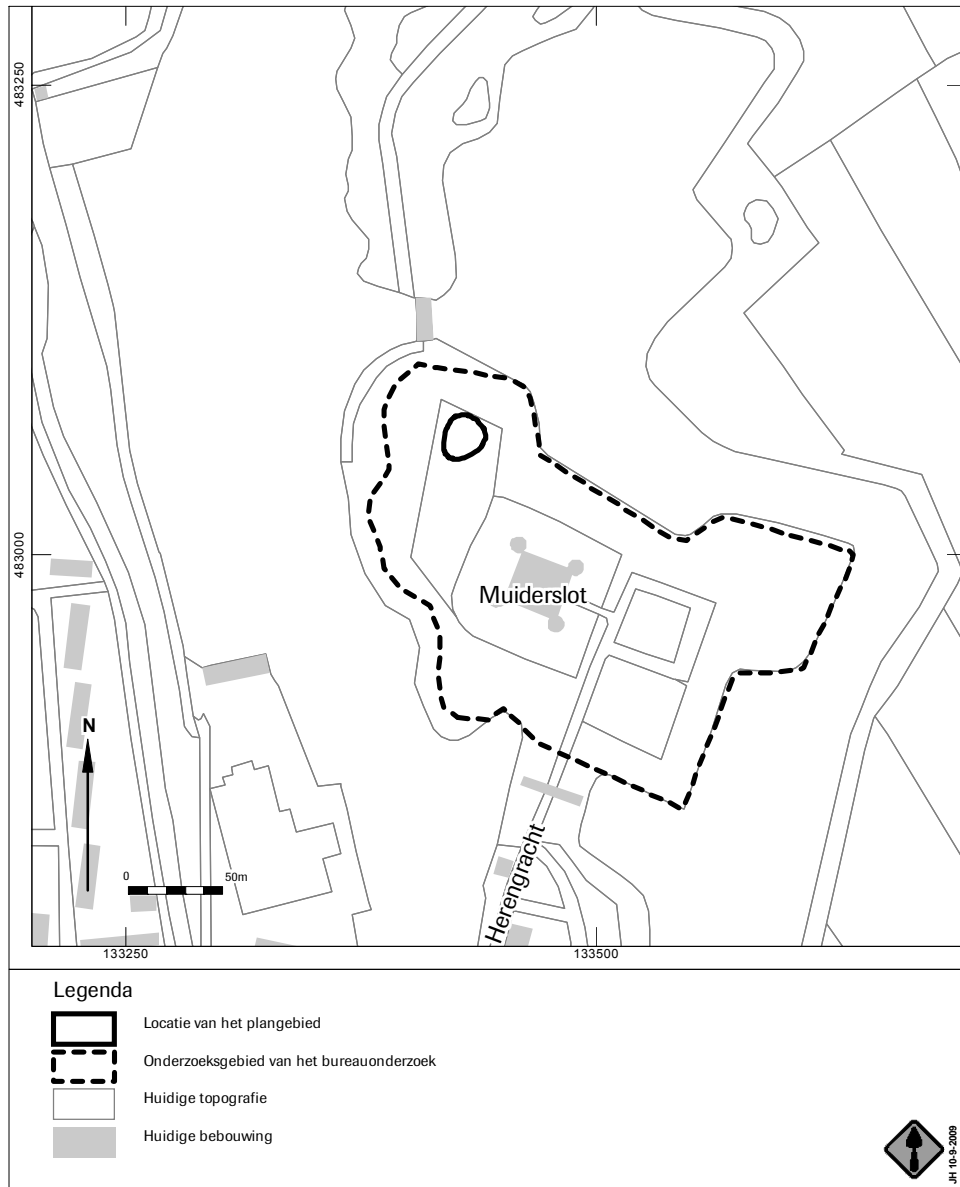 483250
483000
Muiderslot
N
0 50m
Herengracht
133250 133500
Legenda
Locatie van het plangebied
Onderzoeksgebied van het bureauonderzoek
Huidige topografie
Huidige bebouwing
JH 10-9-2009